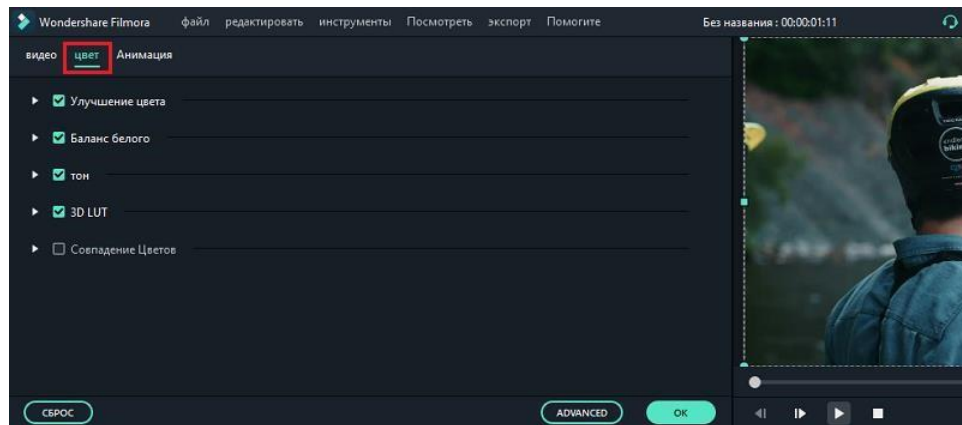 Wondershare Filmora файл редактировать инструменты Посмотреть экспорт Помогите Без названия : 00:00:01:11
видео цвет Анимация
Улучшение цвета
Баланс белого
тон
3D LUT
Совпадение Цветов
СБРОС ADVANCED OK